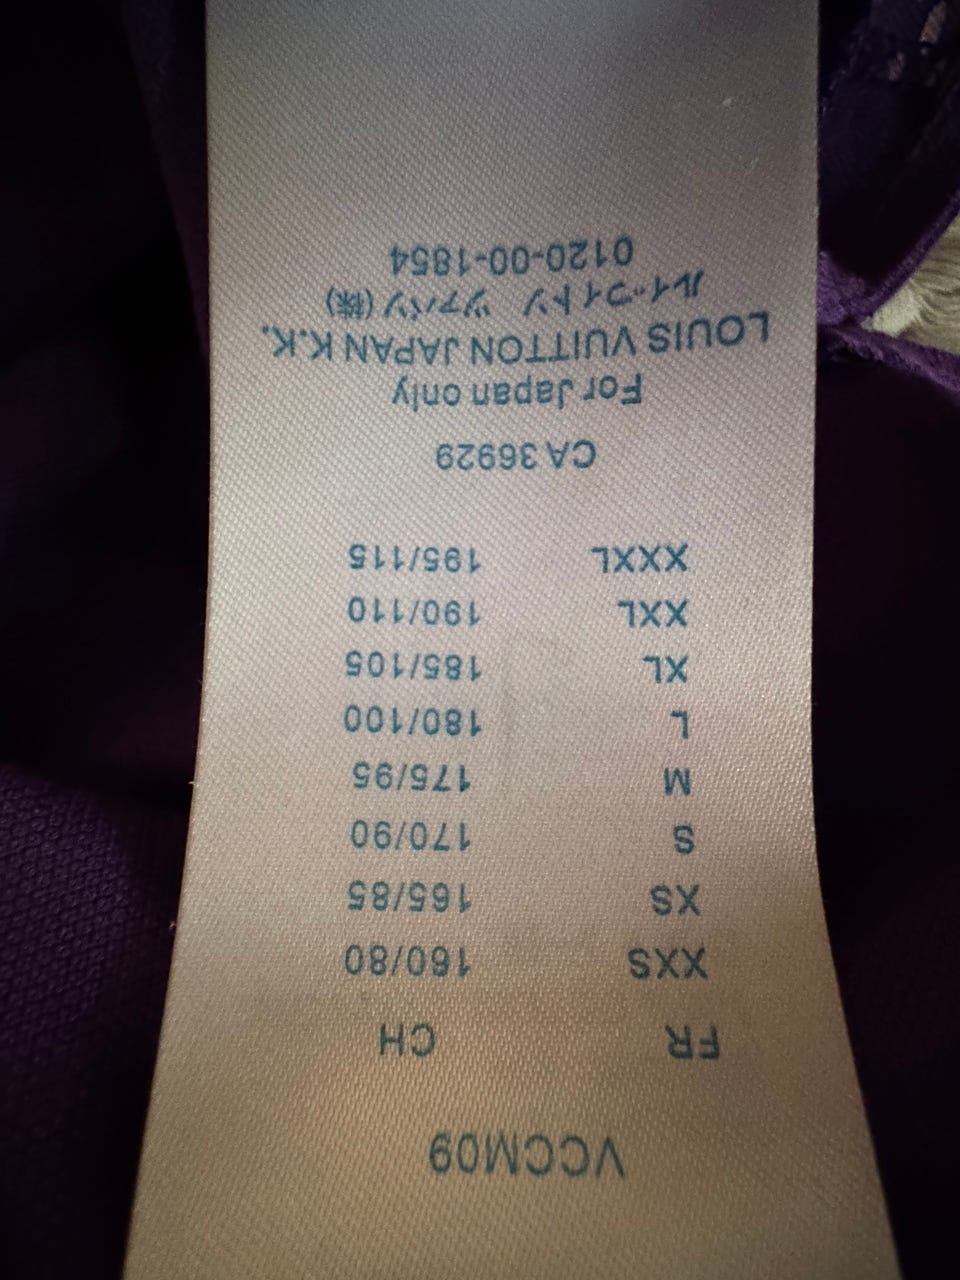 VCCM09
FR CH
XXS 160/80
XS 165/85
S 170/90
M 175/95
L 180/100
XL 185/105
XXL 190/110
XXXL 195/115
CA 36929
For Japan only
LOUIS VUITTON JAPAN K.K.
ルイ・ヴィトン ジャパン (株)
0120-00-1854